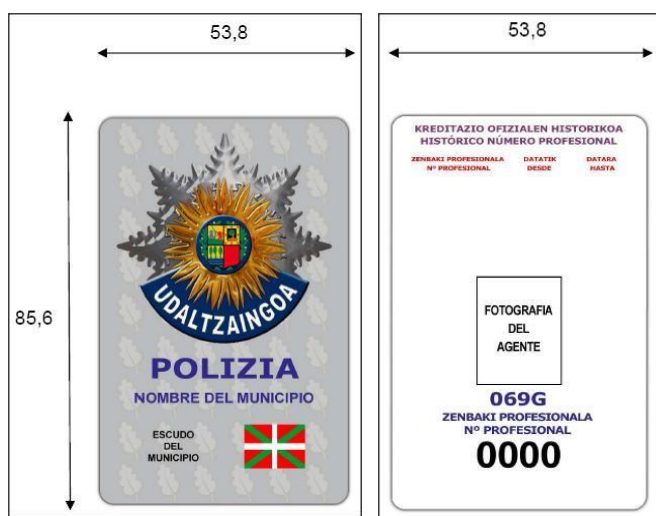 53,8
85,6
UDALTZAINGOA
POLIZIA
NOMBRE DEL MUNICIPIO
ESCUDO
DEL
MUNICIPIO
53,8
KREDITAZIO OFIZIALEN HISTORIKOA
HISTÓRICO NÚMERO PROFESIONAL
ZENBAKI PROFESIONALA DATATIK DATARA
Nº PROFESIONAL DESDE HASTA
FOTOGRAFIA
DEL
AGENTE
069G
ZENBAKI PROFESIONALA
Nº PROFESIONAL
0000